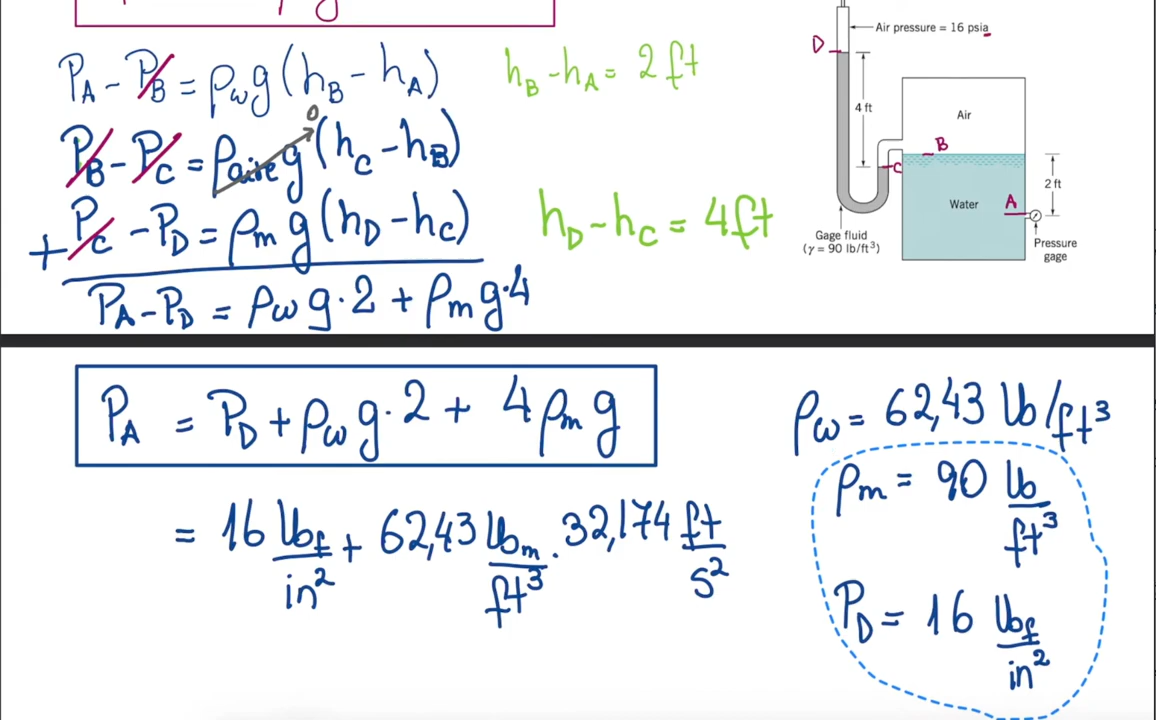 P_A - P_B = ρ_w g (h_B - h_A)
h_B - h_A = 2 ft
P_B - P_C = ρ_aire g (h_C - h_B)
0
+ P_C - P_D = ρ_m g (h_D - h_C)
h_D - h_C = 4 ft
P_A - P_D = ρ_w g · 2 + ρ_m g · 4
D
Air pressure = 16 psia
4 ft
Air
B
C
2 ft
Water
A
Gage fluid
(γ = 90 lb/ft³)
Pressure
gage
P_A = P_D + ρ_w g · 2 + 4 ρ_m g
= 16 lb_f/in² + 62,43 lb_m/ft³ · 32,174 ft/s²
ρ_w = 62,43 lb/ft³
ρ_m = 90 lb/ft³
P_D = 16 lb_f/in²